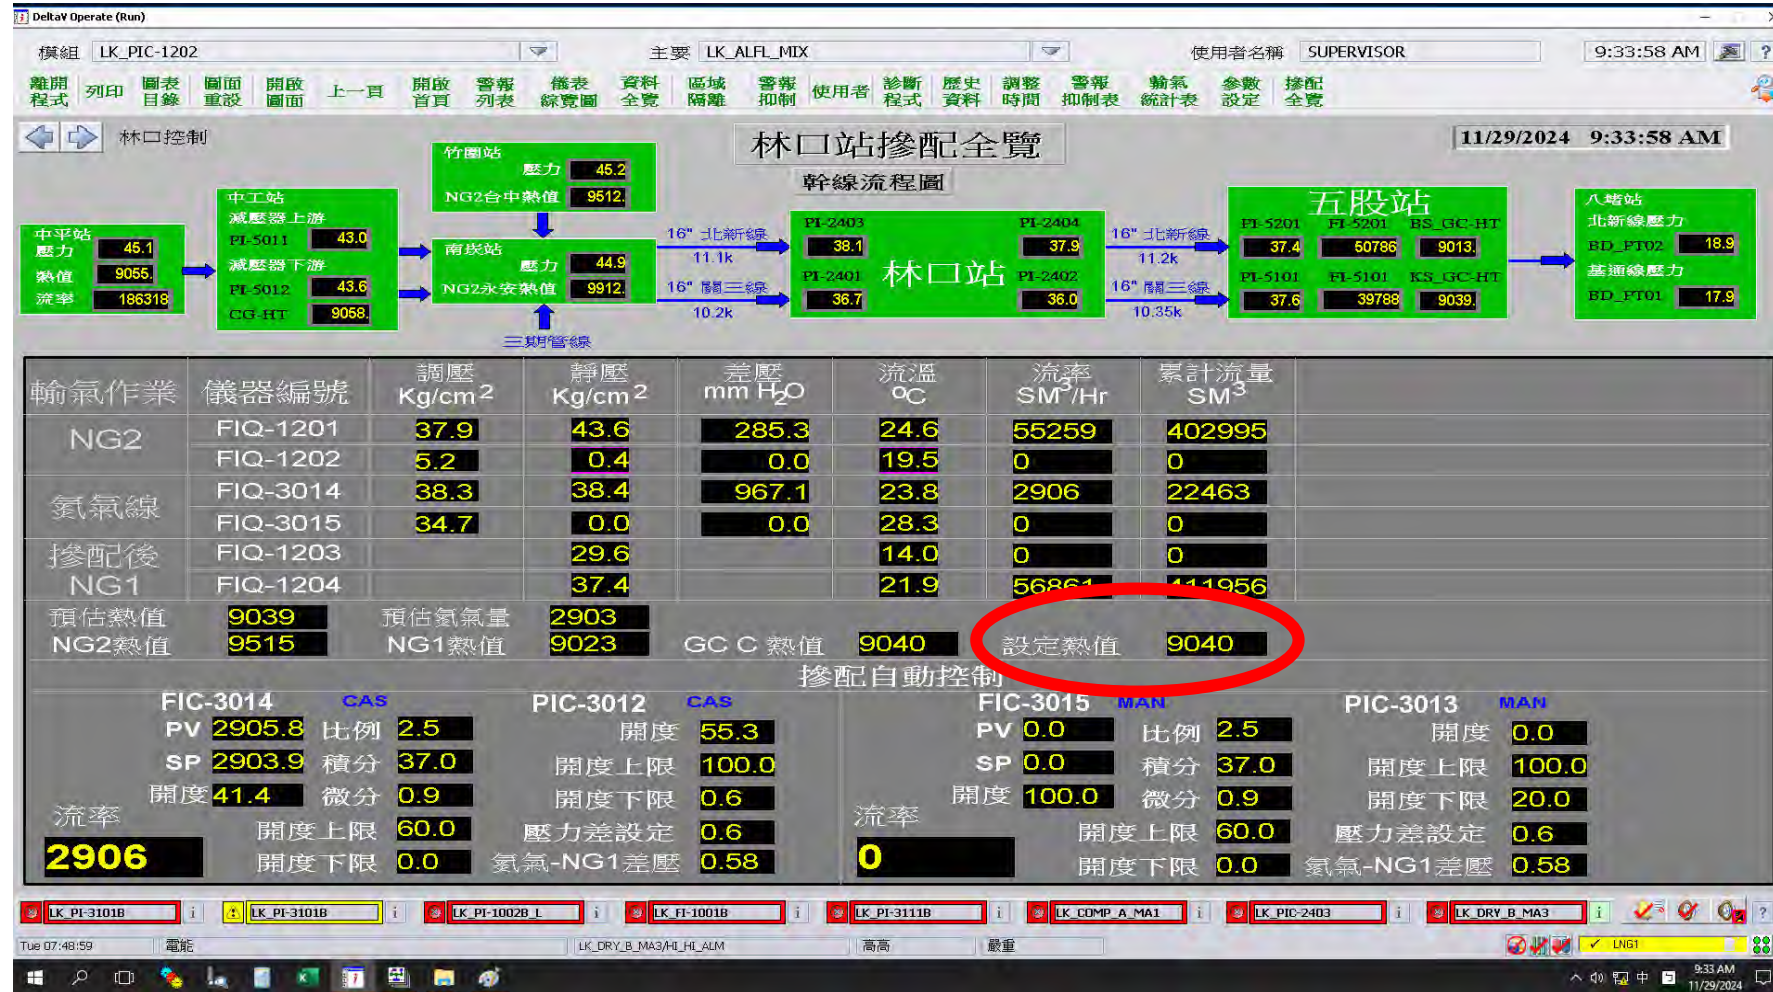 DeltaV Operate (Run)
模組 LK_PIC-1202 主要 LK_ALFL_MIX 使用者名稱 SUPERVISOR 9:33:58 AM ?
離開程式 列印 圖表目錄 圖面重設 開啟圖面 上一頁 開啟首頁 警報列表 儀表綜覽圖 資料全覽 區域隔離 警報抑制 使用者 診斷程式 歷史資料 調整時間 警報抑制表 輸氣統計表 參數設定 摻配全覽
林口控制
林口站摻配全覽
11/29/2024 9:33:58 AM
幹線流程圖
竹圍站
壓力 45.2
NG2台中熱值 9512.
中平站
壓力 45.1
熱值 9055.
流率 186318
中工站
減壓器上游
PI-5011 43.0
減壓器下游
PI-5012 43.6
CG-HT 9058.
南崁站
壓力 44.9
NG2永安熱值 9912.
三期管線
16" 北新線
11.1k
16" 關三線
10.2k
PI-2403 PI-2404
38.1 37.9
林口站
PI-2401 PI-2402
36.7 36.0
16" 北新線
11.2k
16" 關三線
10.35k
五股站
PI-5201 FI-5201 BS_GC-HT
37.4 50786 9013.
PI-5101 FI-5101 KS_GC-HT
37.6 39788 9039.
八堵站
北新線壓力
BD_PT02 18.9
基通線壓力
BD_PT01 17.9
輸氣作業 儀器編號 調壓 Kg/cm2 靜壓 Kg/cm2 差壓 mm H2O 流溫 ºC 流率 SM3/Hr 累計流量 SM3
NG2 FIQ-1201 37.9 43.6 285.3 24.6 55259 402995
FIQ-1202 5.2 0.4 0.0 19.5 0 0
氮氣線 FIQ-3014 38.3 38.4 967.1 23.8 2906 22463
FIQ-3015 34.7 0.0 0.0 28.3 0 0
摻配後 FIQ-1203 29.6 14.0 0 0
NG1 FIQ-1204 37.4 21.9 56861 411956
預估熱值 9039 預估氮氣量 2903
NG2熱值 9515 NG1熱值 9023 GC C 熱值 9040 設定熱值 9040
摻配自動控制
FIC-3014 CAS PIC-3012 CAS FIC-3015 MAN PIC-3013 MAN
PV 2905.8 比例 2.5 開度 55.3 PV 0.0 比例 2.5 開度 0.0
SP 2903.9 積分 37.0 開度上限 100.0 SP 0.0 積分 37.0 開度上限 100.0
開度 41.4 微分 0.9 開度下限 0.6 開度 100.0 微分 0.9 開度下限 20.0
流率 開度上限 60.0 壓力差設定 0.6 流率 開度上限 60.0 壓力差設定 0.6
2906 開度下限 0.0 氮氣-NG1差壓 0.58 0 開度下限 0.0 氮氣-NG1差壓 0.58
LK_PI-3101B i LK_PI-3101B i LK_PI-1002B_L i LK_FI-1001B i LK_PI-3111B i LK_COMP_A_MA1 i LK_PIC-2403 i LK_DRY_B_MA3 i ?
Tue 07:48:59 電能 LK_DRY_B_MA3/HI_HI_ALM 高高 嚴重 LNG1
中 9:33 AM
11/29/2024